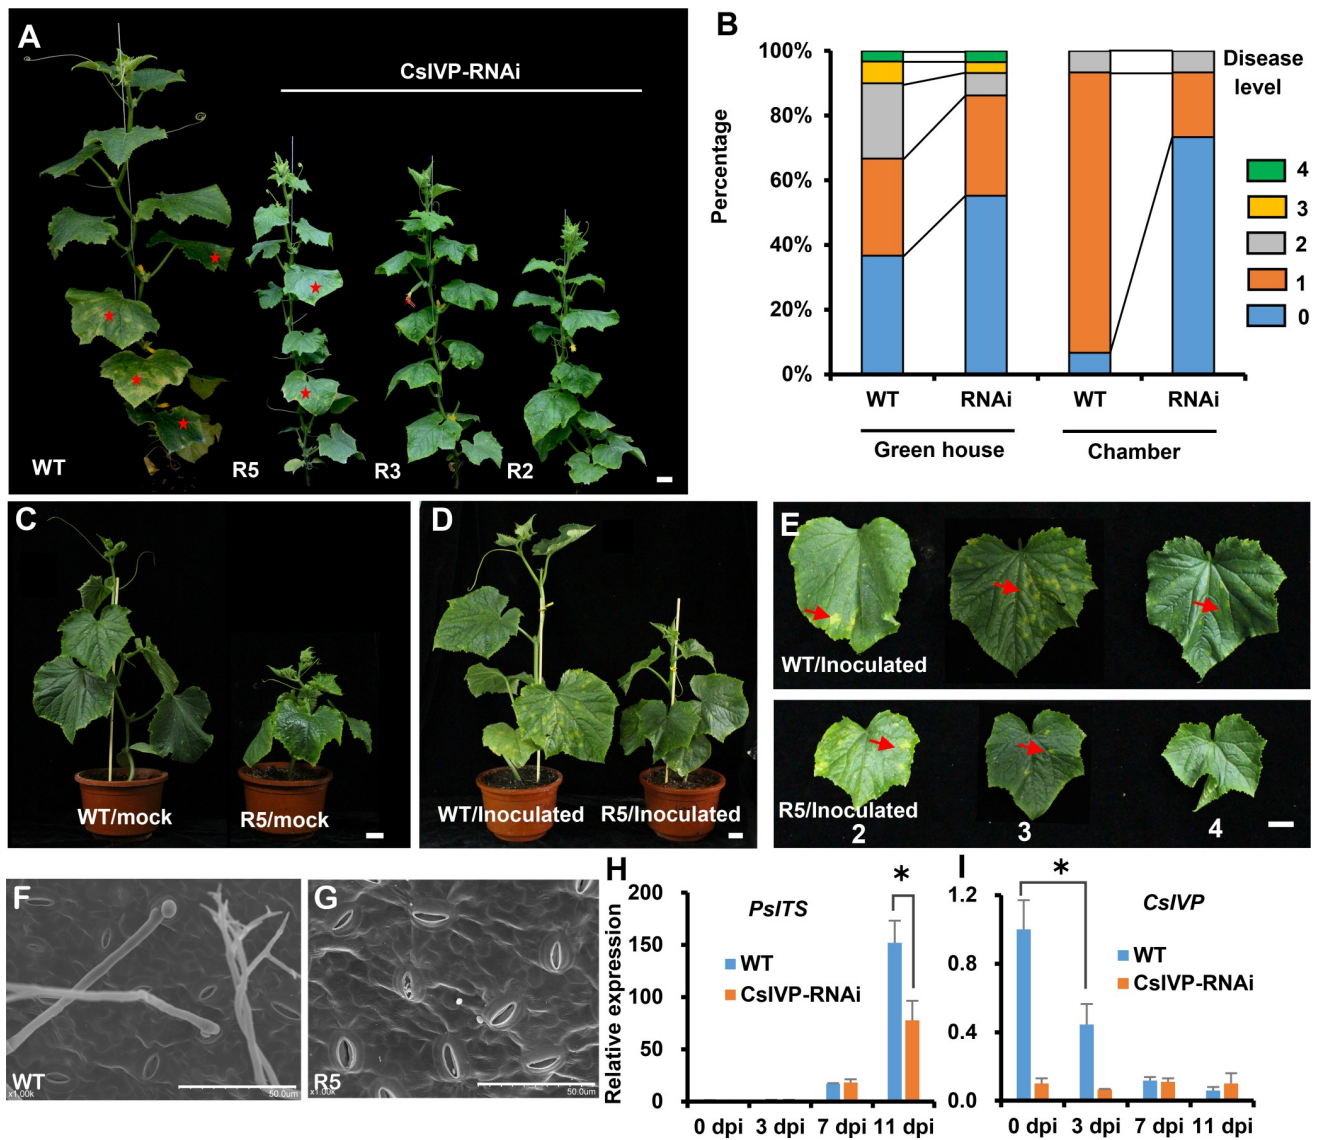 A
CsIVP-RNAi
WT
R5
R3
R2
B
100%
80%
60%
40%
20%
0%
Percentage
WT
RNAi
WT
RNAi
Green house
Chamber
Disease
level
4
3
2
1
0
C
WT/mock
R5/mock
D
WT/Inoculated
R5/Inoculated
E
WT/Inoculated
R5/Inoculated
2
3
4
F
WT
x1.00k
50.0um
G
R5
x1.00k
50.0um
H
PsITS
Relative expression
200
150
100
50
0
WT
CsIVP-RNAi
*
0 dpi
3 dpi
7 dpi
11 dpi
I
CsIVP
1.2
0.8
0.4
0.0
WT
CsIVP-RNAi
*
0 dpi
3 dpi
7 dpi
11 dpi